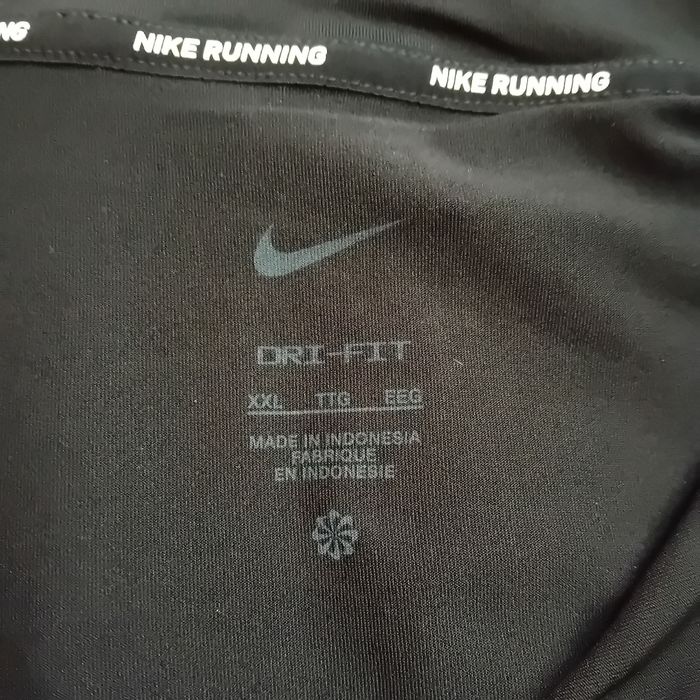 NIKE RUNNING
NIKE RUNNING
DRI-FIT
XXL TTG EEG
MADE IN INDONESIA
FABRIQUE
EN INDONESIE